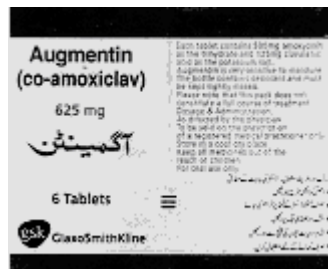 Augmentin
(co-amoxiclav)
625 mg
آگمینٹن
6 Tablets
gsk GlaxoSmithKline
Each tablet contains 500mg amoxycillin
as the trihydrate and 125mg clavulanic
acid as the potassium salt.
Augmentin is very sensitive to moisture
the bottle contains desiccant and must
be kept tightly closed.
Please note that this pack does not
constitute a full course of treatment
Dosage & Administration.
As directed by the physician
To be sold on the prescription
of a registered medical practitioner only
Store in a cool dry place
Keep all medicines out of the
reach of children
For oral use only